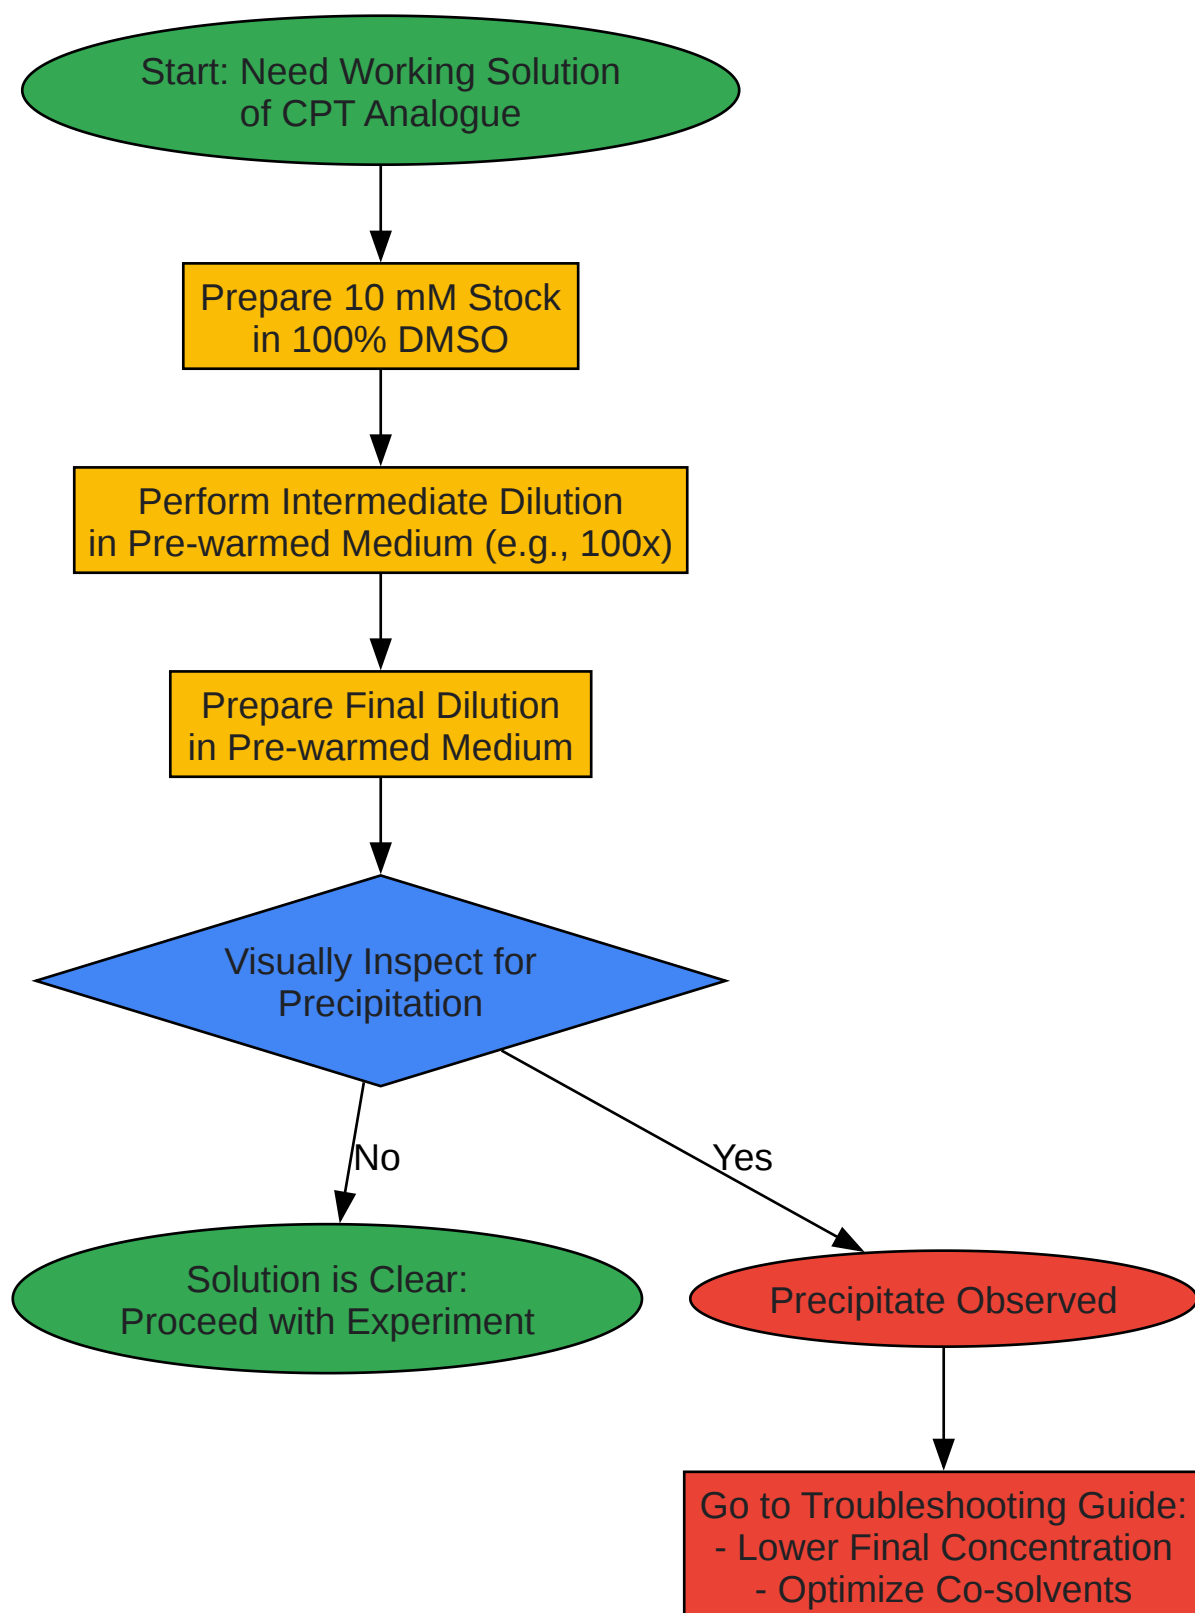 Start: Need Working Solution
of CPT Analogue
Prepare 10 mM Stock
in 100% DMSO
Perform Intermediate Dilution
in Pre-warmed Medium (e.g., 100x)
Prepare Final Dilution
in Pre-warmed Medium
Visually Inspect for
Precipitation
No
Yes
Solution is Clear:
Proceed with Experiment
Precipitate Observed
Go to Troubleshooting Guide:
- Lower Final Concentration
- Optimize Co-solvents